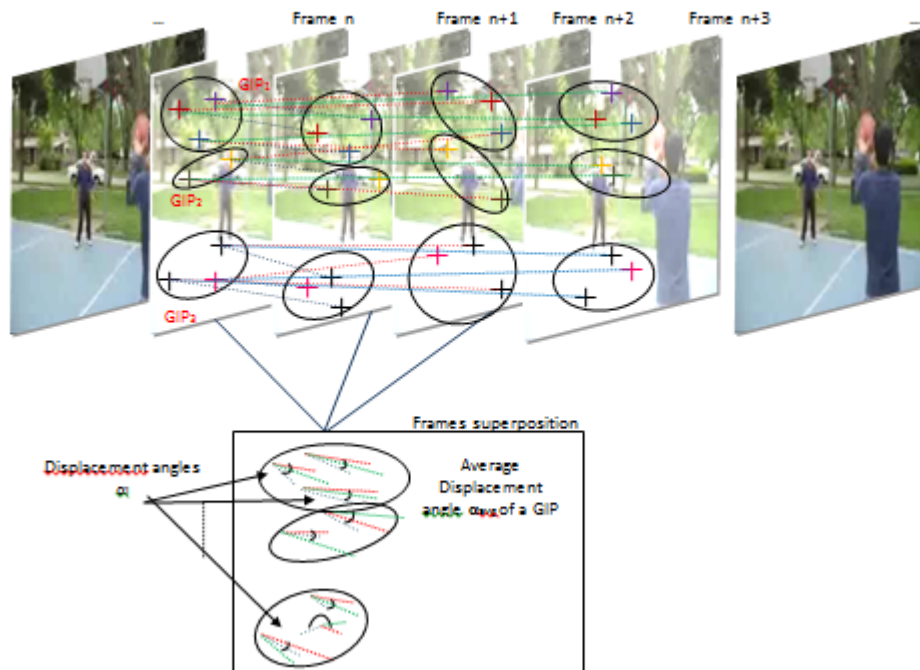 ... Frame n Frame n+1 Frame n+2 Frame n+3 ...
GIP1
GIP2
GIP3
Frames superposition
Displacement angles
αi
Average
Displacement
angle αavg of a GIP